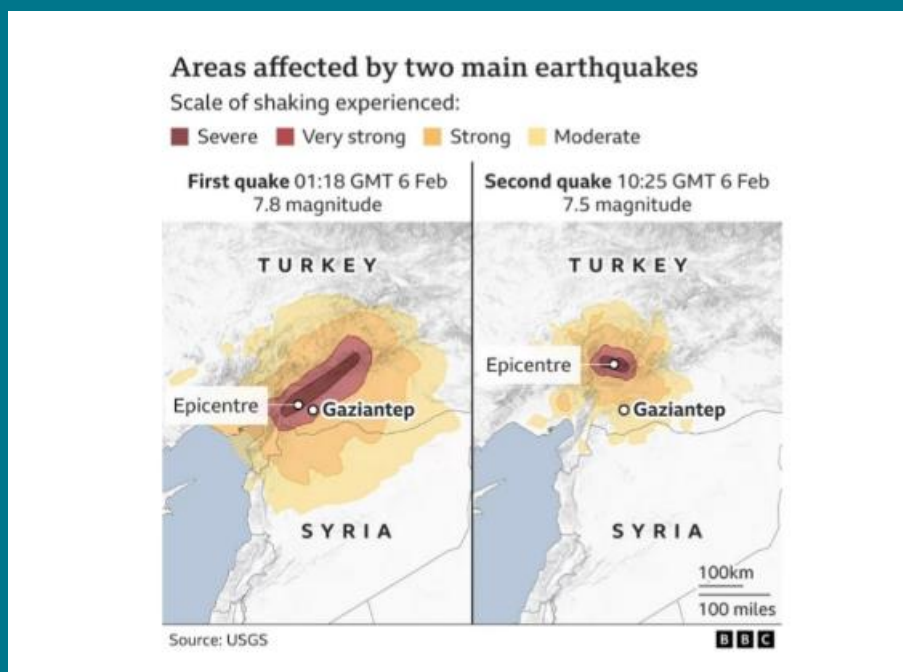 Areas affected by two main earthquakes
Scale of shaking experienced:
Severe Very strong Strong Moderate
First quake 01:18 GMT 6 Feb
7.8 magnitude
TURKEY
Epicentre
Gaziantep
SYRIA
Second quake 10:25 GMT 6 Feb
7.5 magnitude
TURKEY
Epicentre
Gaziantep
SYRIA
100km
100 miles
Source: USGS
BBC